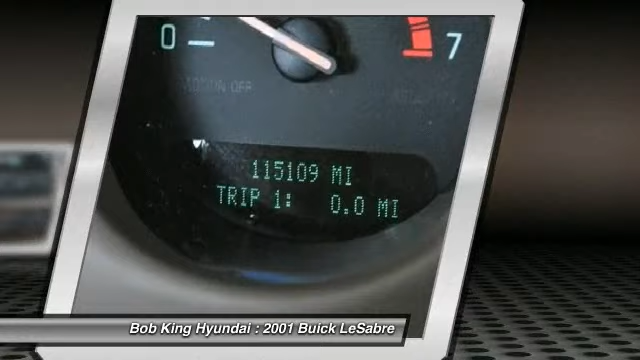 0
7
115109 MI
TRIP 1: 0.0 MI
Bob King Hyundai : 2001 Buick LeSabre